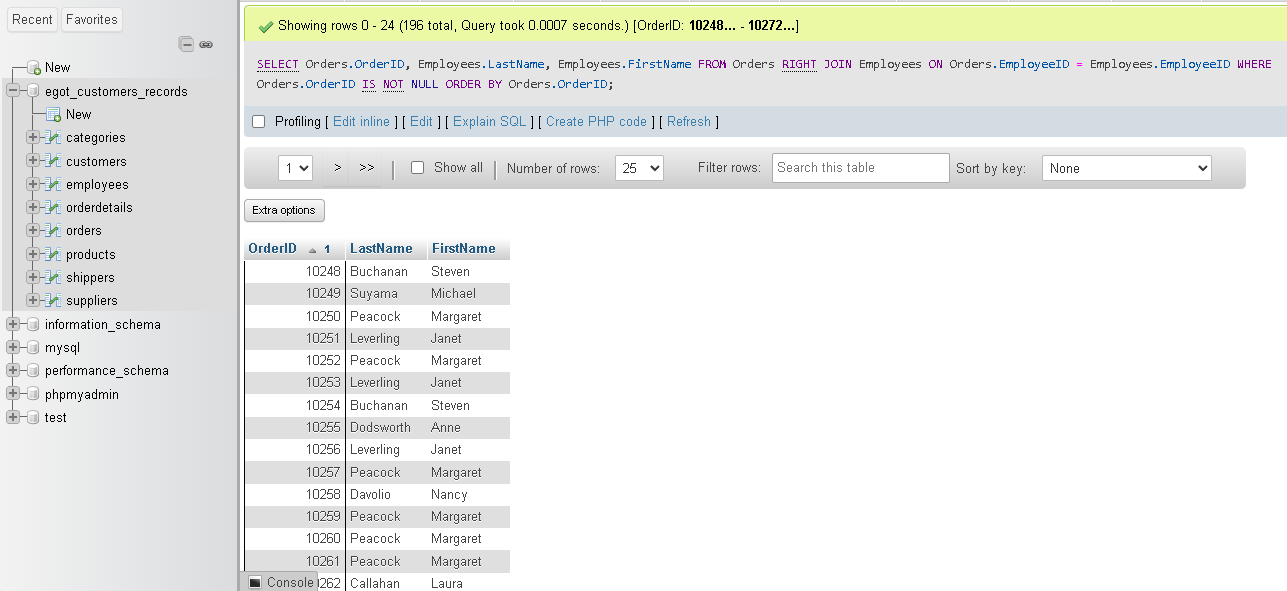 Recent Favorites
New
egot_customers_records
New
categories
customers
employees
orderdetails
orders
products
shippers
suppliers
information_schema
mysql
performance_schema
phpmyadmin
test
Showing rows 0 - 24 (196 total, Query took 0.0007 seconds.) [OrderID: 10248... - 10272...]
SELECT Orders.OrderID, Employees.LastName, Employees.FirstName FROM Orders RIGHT JOIN Employees ON Orders.EmployeeID = Employees.EmployeeID WHERE
Orders.OrderID IS NOT NULL ORDER BY Orders.OrderID;
Profiling [ Edit inline ] [ Edit ] [ Explain SQL ] [ Create PHP code ] [ Refresh ]
1 > >> | Show all | Number of rows: 25 Filter rows: Search this table Sort by key: None
Extra options
OrderID 1 LastName FirstName
10248 Buchanan Steven
10249 Suyama Michael
10250 Peacock Margaret
10251 Leverling Janet
10252 Peacock Margaret
10253 Leverling Janet
10254 Buchanan Steven
10255 Dodsworth Anne
10256 Leverling Janet
10257 Peacock Margaret
10258 Davolio Nancy
10259 Peacock Margaret
10260 Peacock Margaret
10261 Peacock Margaret
Console 262 Callahan Laura